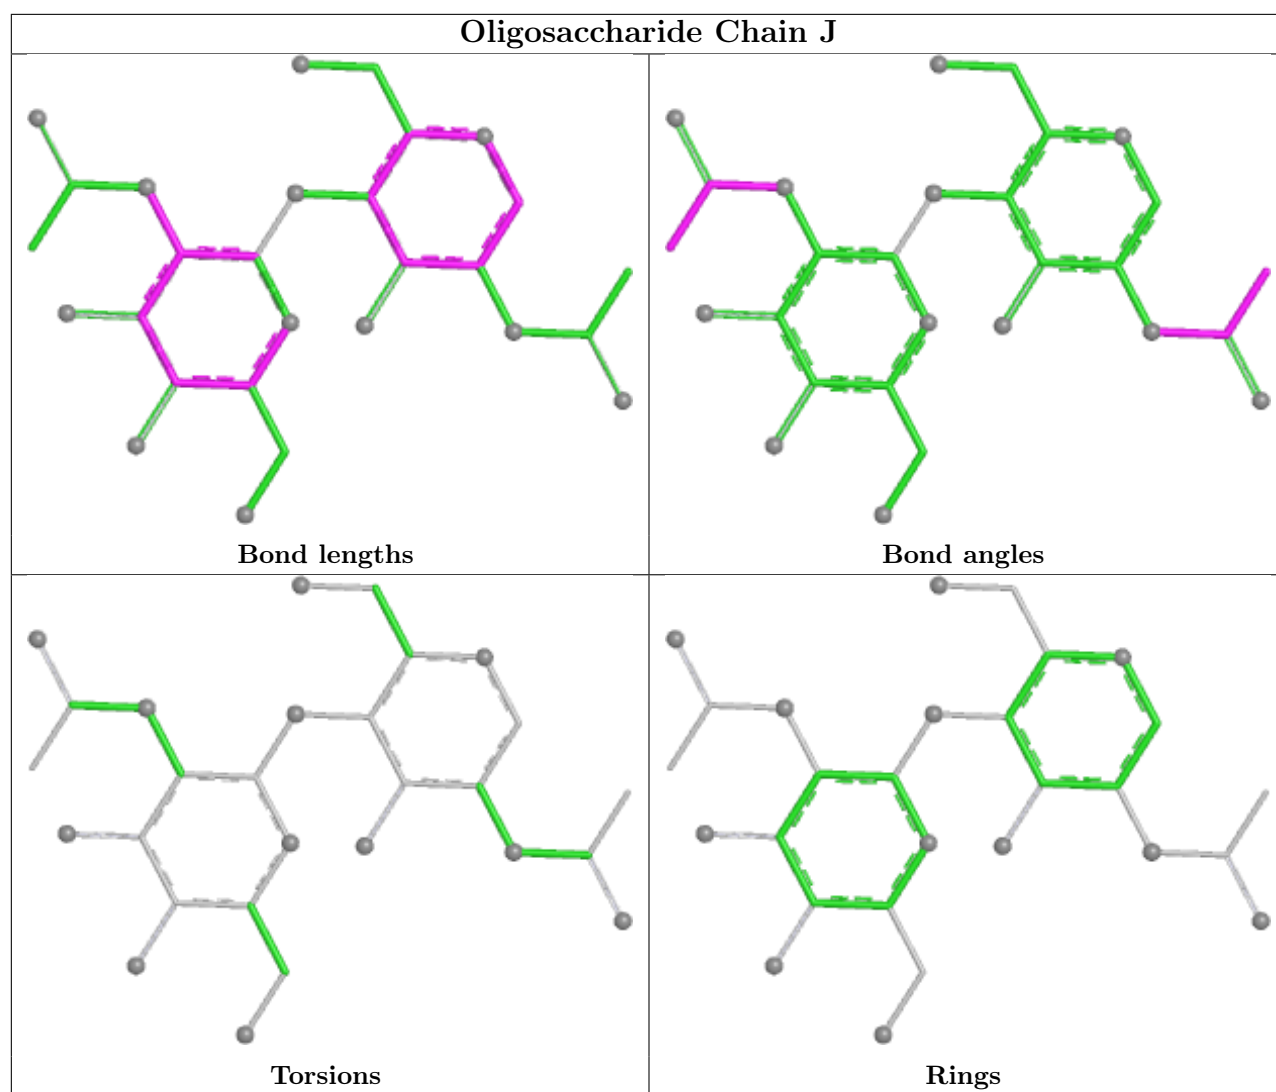 Oligosaccharide Chain J
Bond lengths
Bond angles
Torsions
Rings